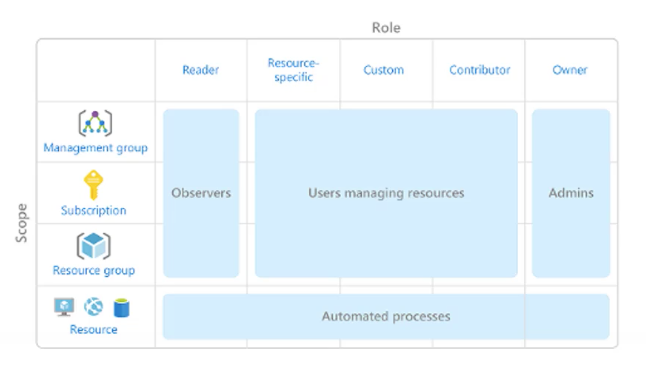 Role
Reader
Resource-
specific
Custom
Contributor
Owner
Scope
Management group
Subscription
Resource group
Resource
Observers
Users managing resources
Admins
Automated processes